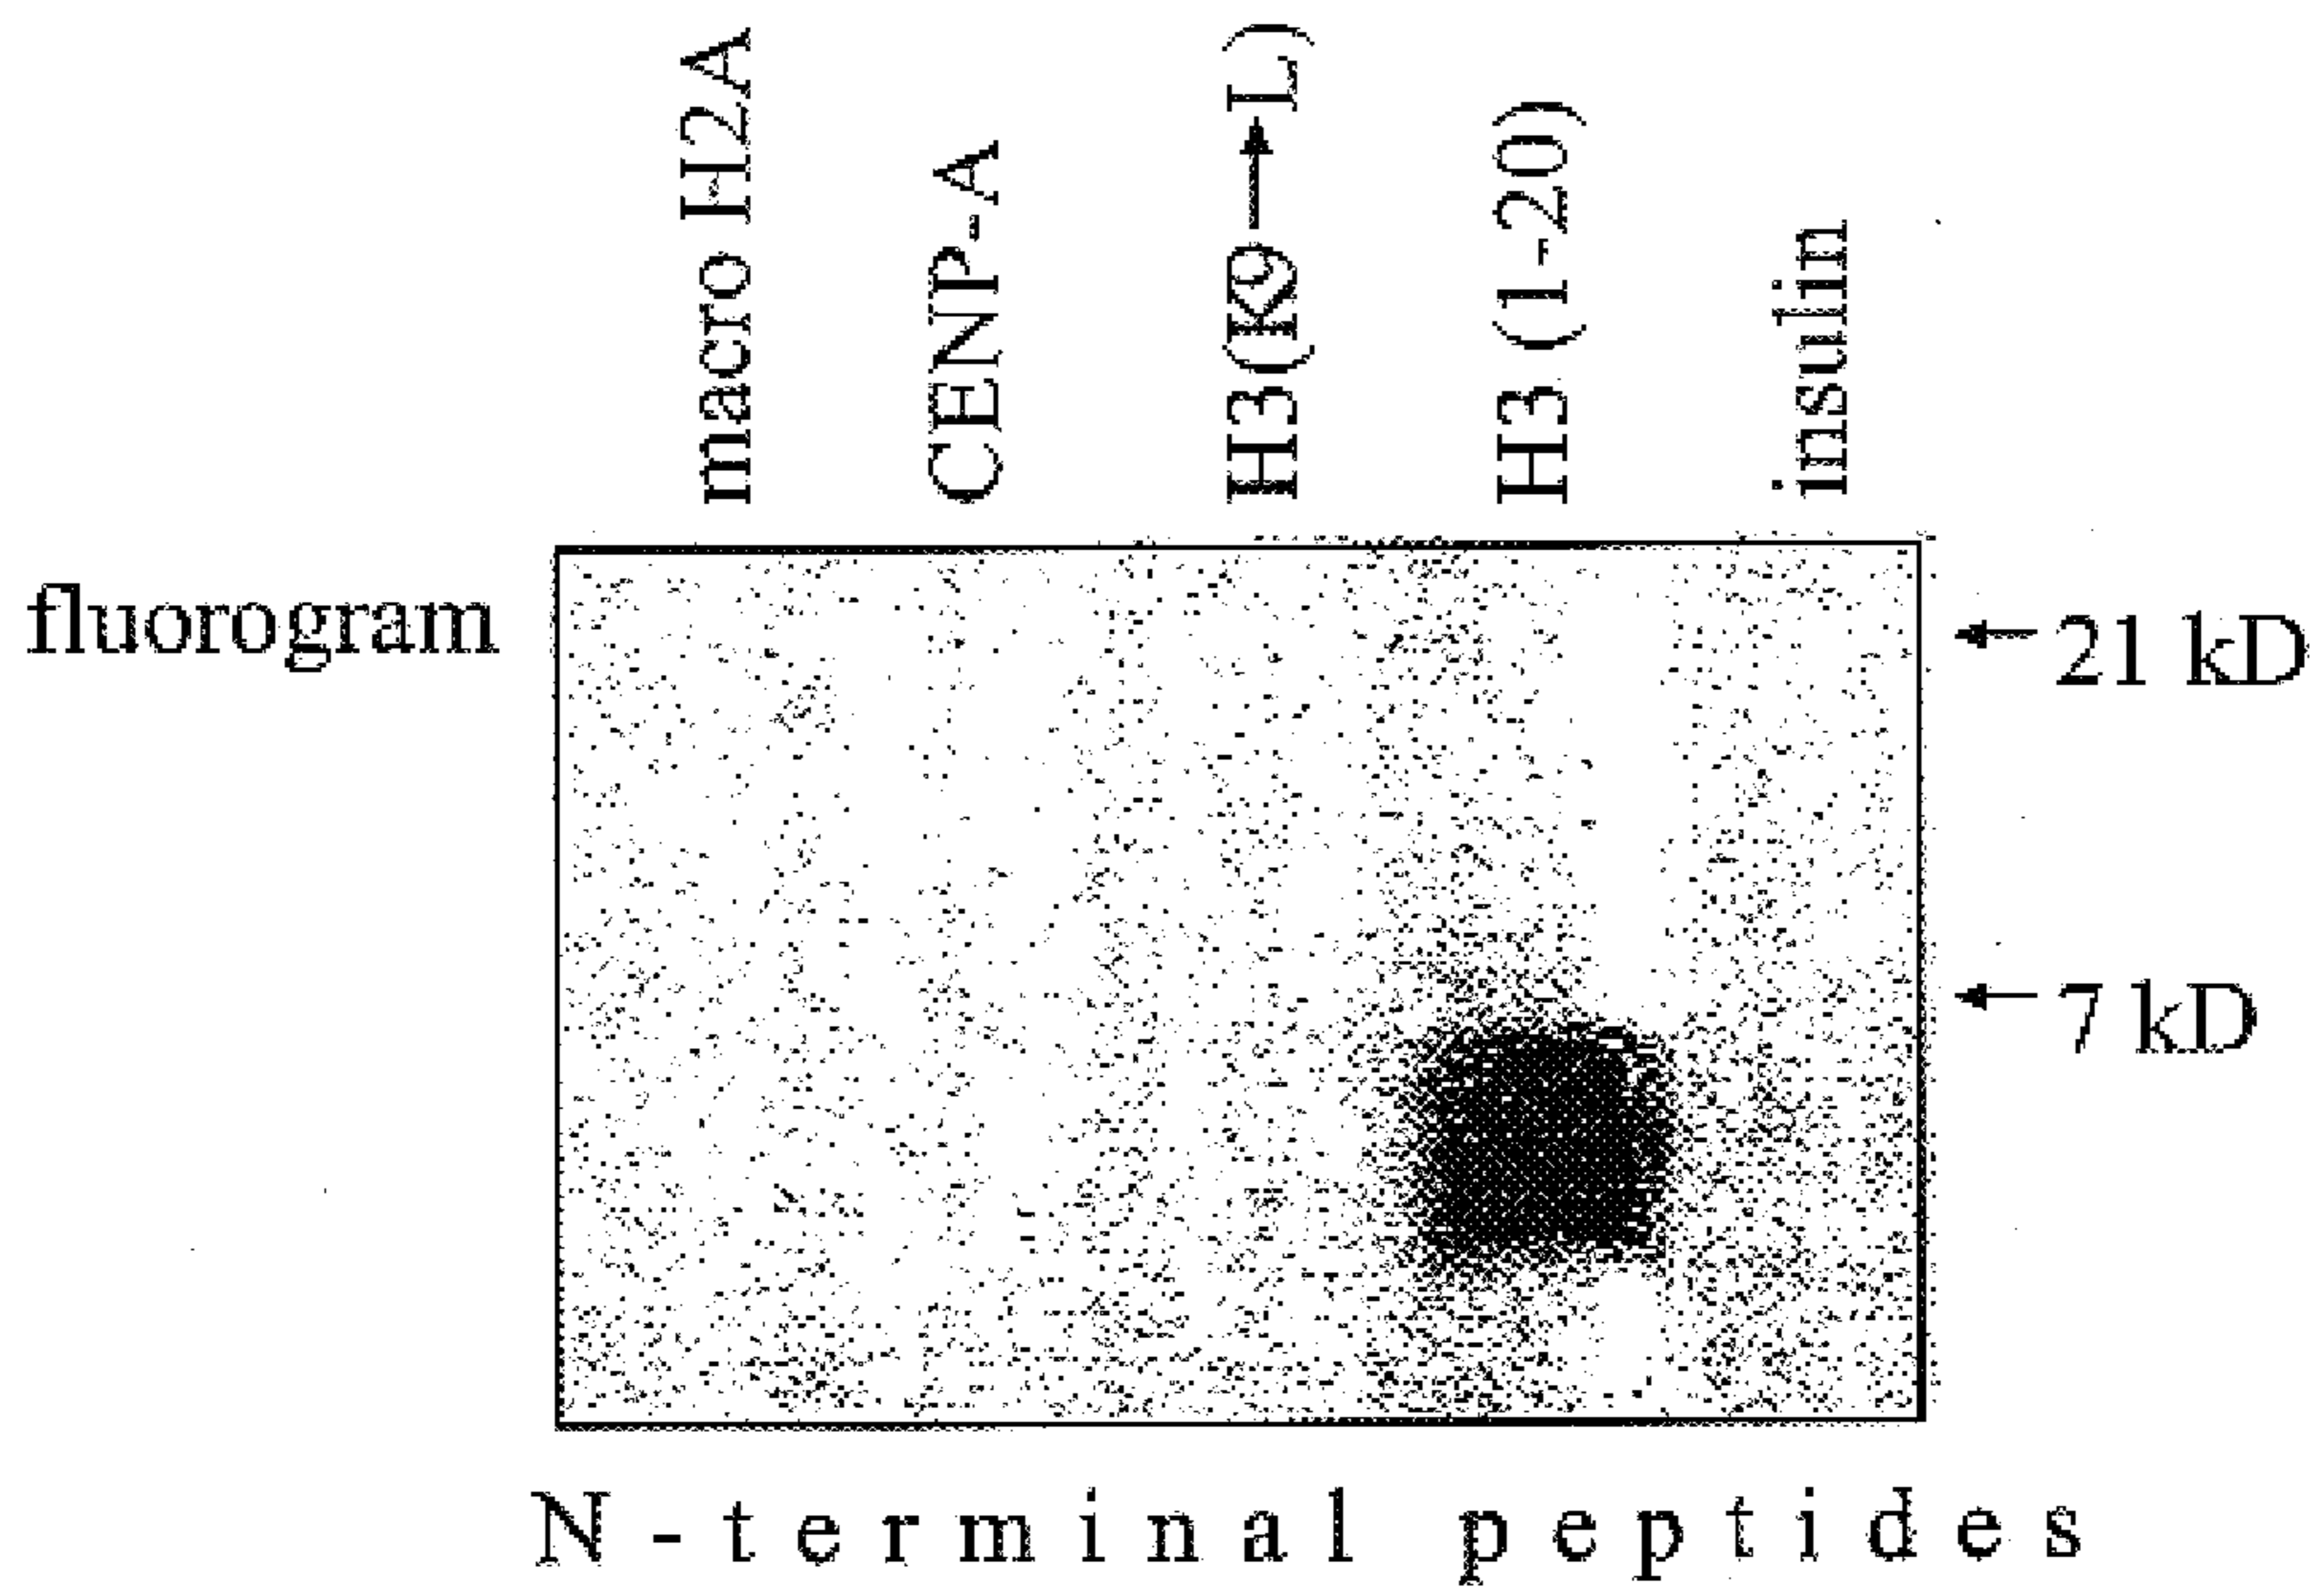 macro H2A
CENP-A
H3(K9→L)
H3 (1-20)
insulin
fluorogram
21 kD
7 kD
N-terminal peptides